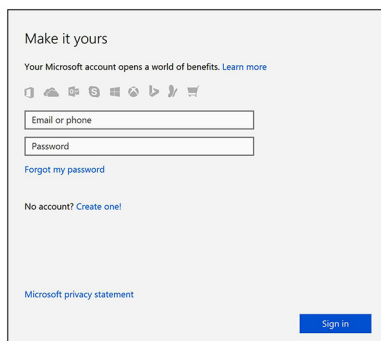 Make it yours
Your Microsoft account opens a world of benefits. Learn more
Email or phone
Password
Forgot my password
No account? Create one!
Microsoft privacy statement
Sign in